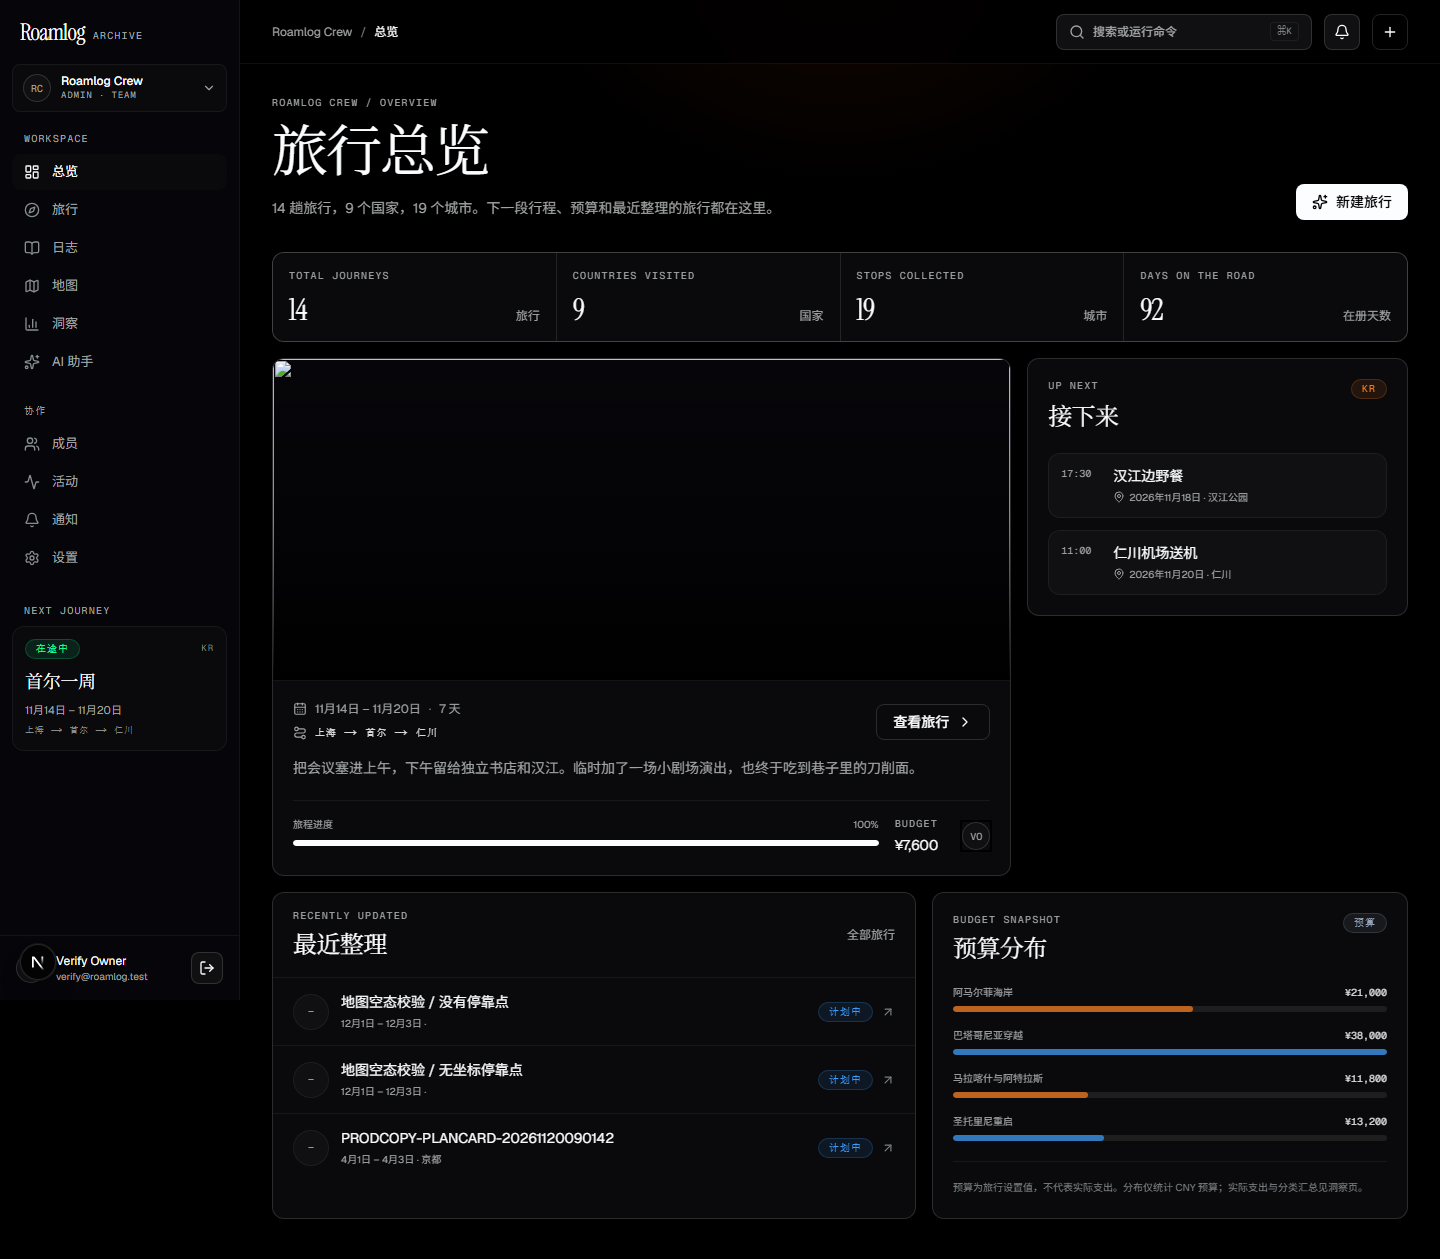 Roamlog ARCHIVE
RC
Roamlog Crew
ADMIN · TEAM
WORKSPACE
总览
旅行
日志
地图
洞察
AI 助手
协作
成员
活动
通知
设置
NEXT JOURNEY
在途中
KR
首尔一周
11月14日 – 11月20日
上海 → 首尔 → 仁川
N
Verify Owner
verify@roamlog.test
Roamlog Crew / 总览
搜索或运行命令
⌘K
ROAMLOG CREW / OVERVIEW
旅行总览
14 趟旅行，9 个国家，19 个城市。下一段行程、预算和最近整理的旅行都在这里。
新建旅行
TOTAL JOURNEYS
14
旅行
COUNTRIES VISITED
9
国家
STOPS COLLECTED
19
城市
DAYS ON THE ROAD
92
在册天数
11月14日 – 11月20日 · 7 天
上海 → 首尔 → 仁川
查看旅行
把会议塞进上午，下午留给独立书店和汉江。临时加了一场小剧场演出，也终于吃到巷子里的刀削面。
旅程进度
100%
BUDGET
¥7,600
VO
UP NEXT
KR
接下来
17:30
汉江边野餐
2026年11月18日 · 汉江公园
11:00
仁川机场送机
2026年11月20日 · 仁川
RECENTLY UPDATED
最近整理
全部旅行
–
地图空态校验 / 没有停靠点
12月1日 – 12月3日 ·
计划中
–
地图空态校验 / 无坐标停靠点
12月1日 – 12月3日 ·
计划中
–
PRODCOPY-PLANCARD-20261120090142
4月1日 – 4月3日 · 京都
计划中
BUDGET SNAPSHOT
预算
预算分布
阿马尔菲海岸
¥21,000
巴塔哥尼亚穿越
¥38,000
马拉喀什与阿特拉斯
¥11,800
圣托里尼重启
¥13,200
预算为旅行设置值，不代表实际支出。分布仅统计 CNY 预算；实际支出与分类汇总见洞察页。